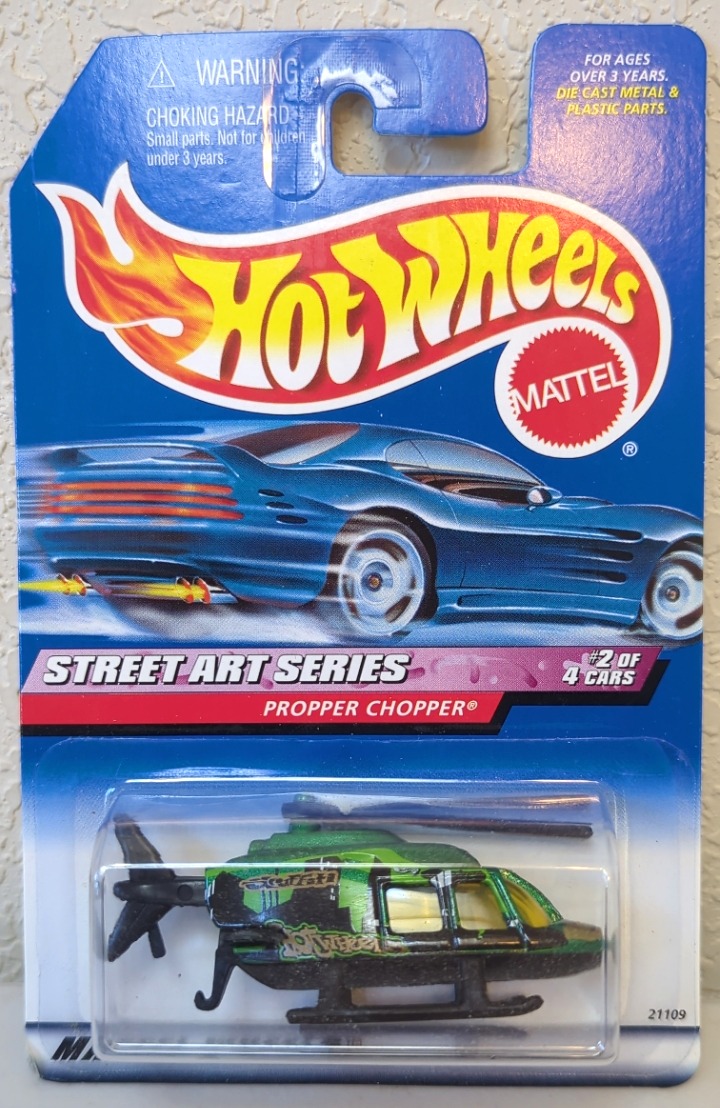 WARNING:
CHOKING HAZARD
Small parts. Not for children
under 3 years.
FOR AGES
OVER 3 YEARS.
DIE CAST METAL &
PLASTIC PARTS.
HOT WHEELS
MATTEL
®
STREET ART SERIES
#2 OF
4 CARS
PROPPER CHOPPER®
21109